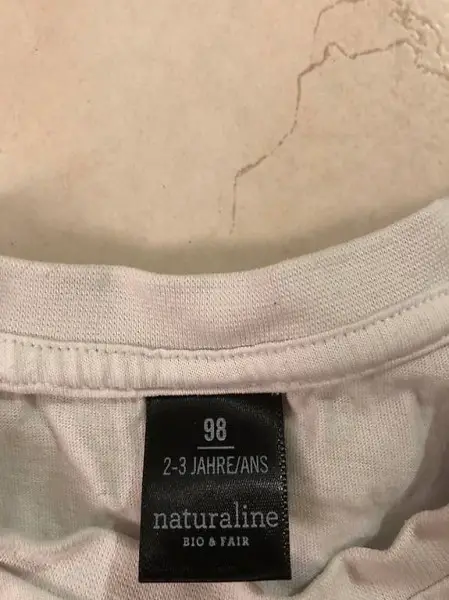 98
2-3 JAHRE/ANS
naturaline
BIO & FAIR